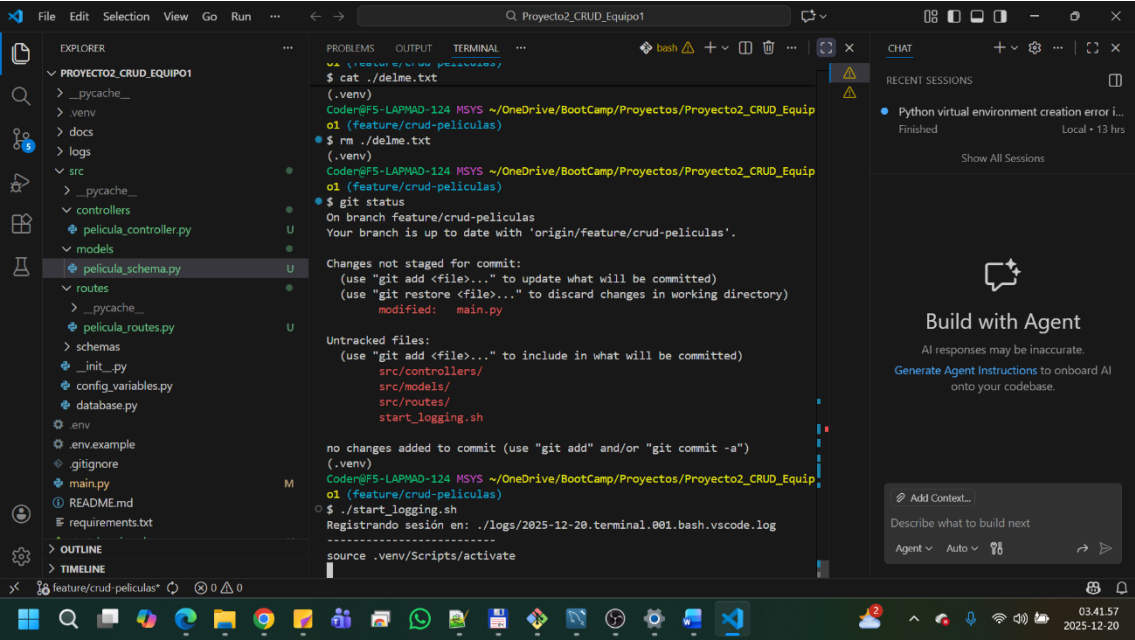 File Edit Selection View Go Run ···
Proyecto2_CRUD_Equipo1
EXPLORER
PROYECTO2_CRUD_EQUIPO1
__pycache__
.venv
docs
logs
src
__pycache__
controllers
pelicula_controller.py U
models
pelicula_schema.py U
routes
__pycache__
pelicula_routes.py U
schemas
__init__.py
config_variables.py
database.py
.env
.env.example
.gitignore
main.py M
README.md
requirements.txt
OUTLINE
TIMELINE
5
PROBLEMS OUTPUT TERMINAL ··· bash
o1 (feature/crud-peliculas)
$ cat ./delme.txt
(.venv)
Coder@F5-LAPMAD-124 MSYS ~/OneDrive/BootCamp/Proyectos/Proyecto2_CRUD_Equip
o1 (feature/crud-peliculas)
$ rm ./delme.txt
(.venv)
Coder@F5-LAPMAD-124 MSYS ~/OneDrive/BootCamp/Proyectos/Proyecto2_CRUD_Equip
o1 (feature/crud-peliculas)
$ git status
On branch feature/crud-peliculas
Your branch is up to date with 'origin/feature/crud-peliculas'.
Changes not staged for commit:
(use "git add <file>..." to update what will be committed)
(use "git restore <file>..." to discard changes in working directory)
modified: main.py
Untracked files:
(use "git add <file>..." to include in what will be committed)
src/controllers/
src/models/
src/routes/
start_logging.sh
no changes added to commit (use "git add" and/or "git commit -a")
(.venv)
Coder@F5-LAPMAD-124 MSYS ~/OneDrive/BootCamp/Proyectos/Proyecto2_CRUD_Equip
o1 (feature/crud-peliculas)
$ ./start_logging.sh
Registrando sesión en: ./logs/2025-12-20.terminal.001.bash.vscode.log
--------------------------
source .venv/Scripts/activate
CHAT
RECENT SESSIONS
Python virtual environment creation error i...
Finished Local • 13 hrs
Show All Sessions
Build with Agent
AI responses may be inaccurate.
Generate Agent Instructions to onboard AI
onto your codebase.
Add Context...
Describe what to build next
Agent Auto
feature/crud-peliculas* 0 0
2
03.41.57
2025-12-20